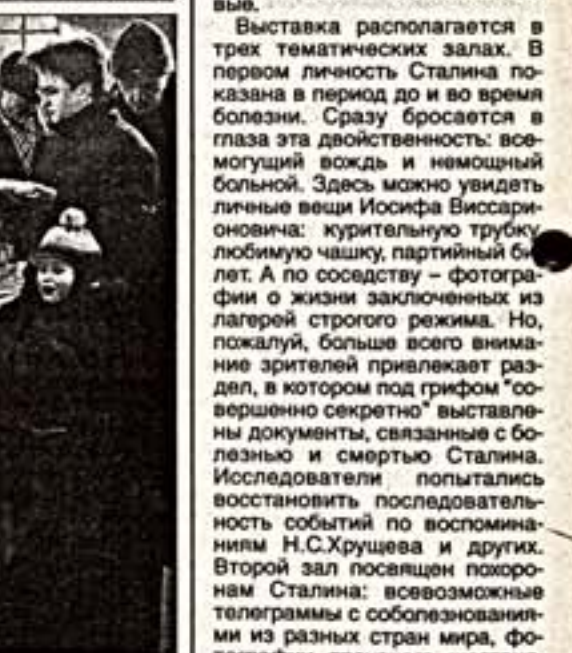 вые.
Выставка располагается в
трех тематических залах. В
первом личность Сталина по-
казана в период до и во время
болезни. Сразу бросается в
глаза эта двойственность: все-
могущий вождь и немощный
больной. Здесь можно увидеть
личные вещи Иосифа Виссари-
оновича: курительную трубку,
любимую чашку, партийный би-
лет. А по соседству – фотогра-
фии о жизни заключенных из
лагерей строгого режима. Но,
пожалуй, больше всего внима-
ние зрителей привлекает раз-
дел, в котором под грифом "со-
вершенно секретно" выставле-
ны документы, связанные с бо-
лезнью и смертью Сталина.
Исследователи попытались
восстановить последователь-
ность событий по воспомина-
ниям Н.С.Хрущева и других.
Второй зал посвящен похоро-
нам Сталина: всевозможные
телеграммы с соболезнования-
ми из разных стран мира, фо-